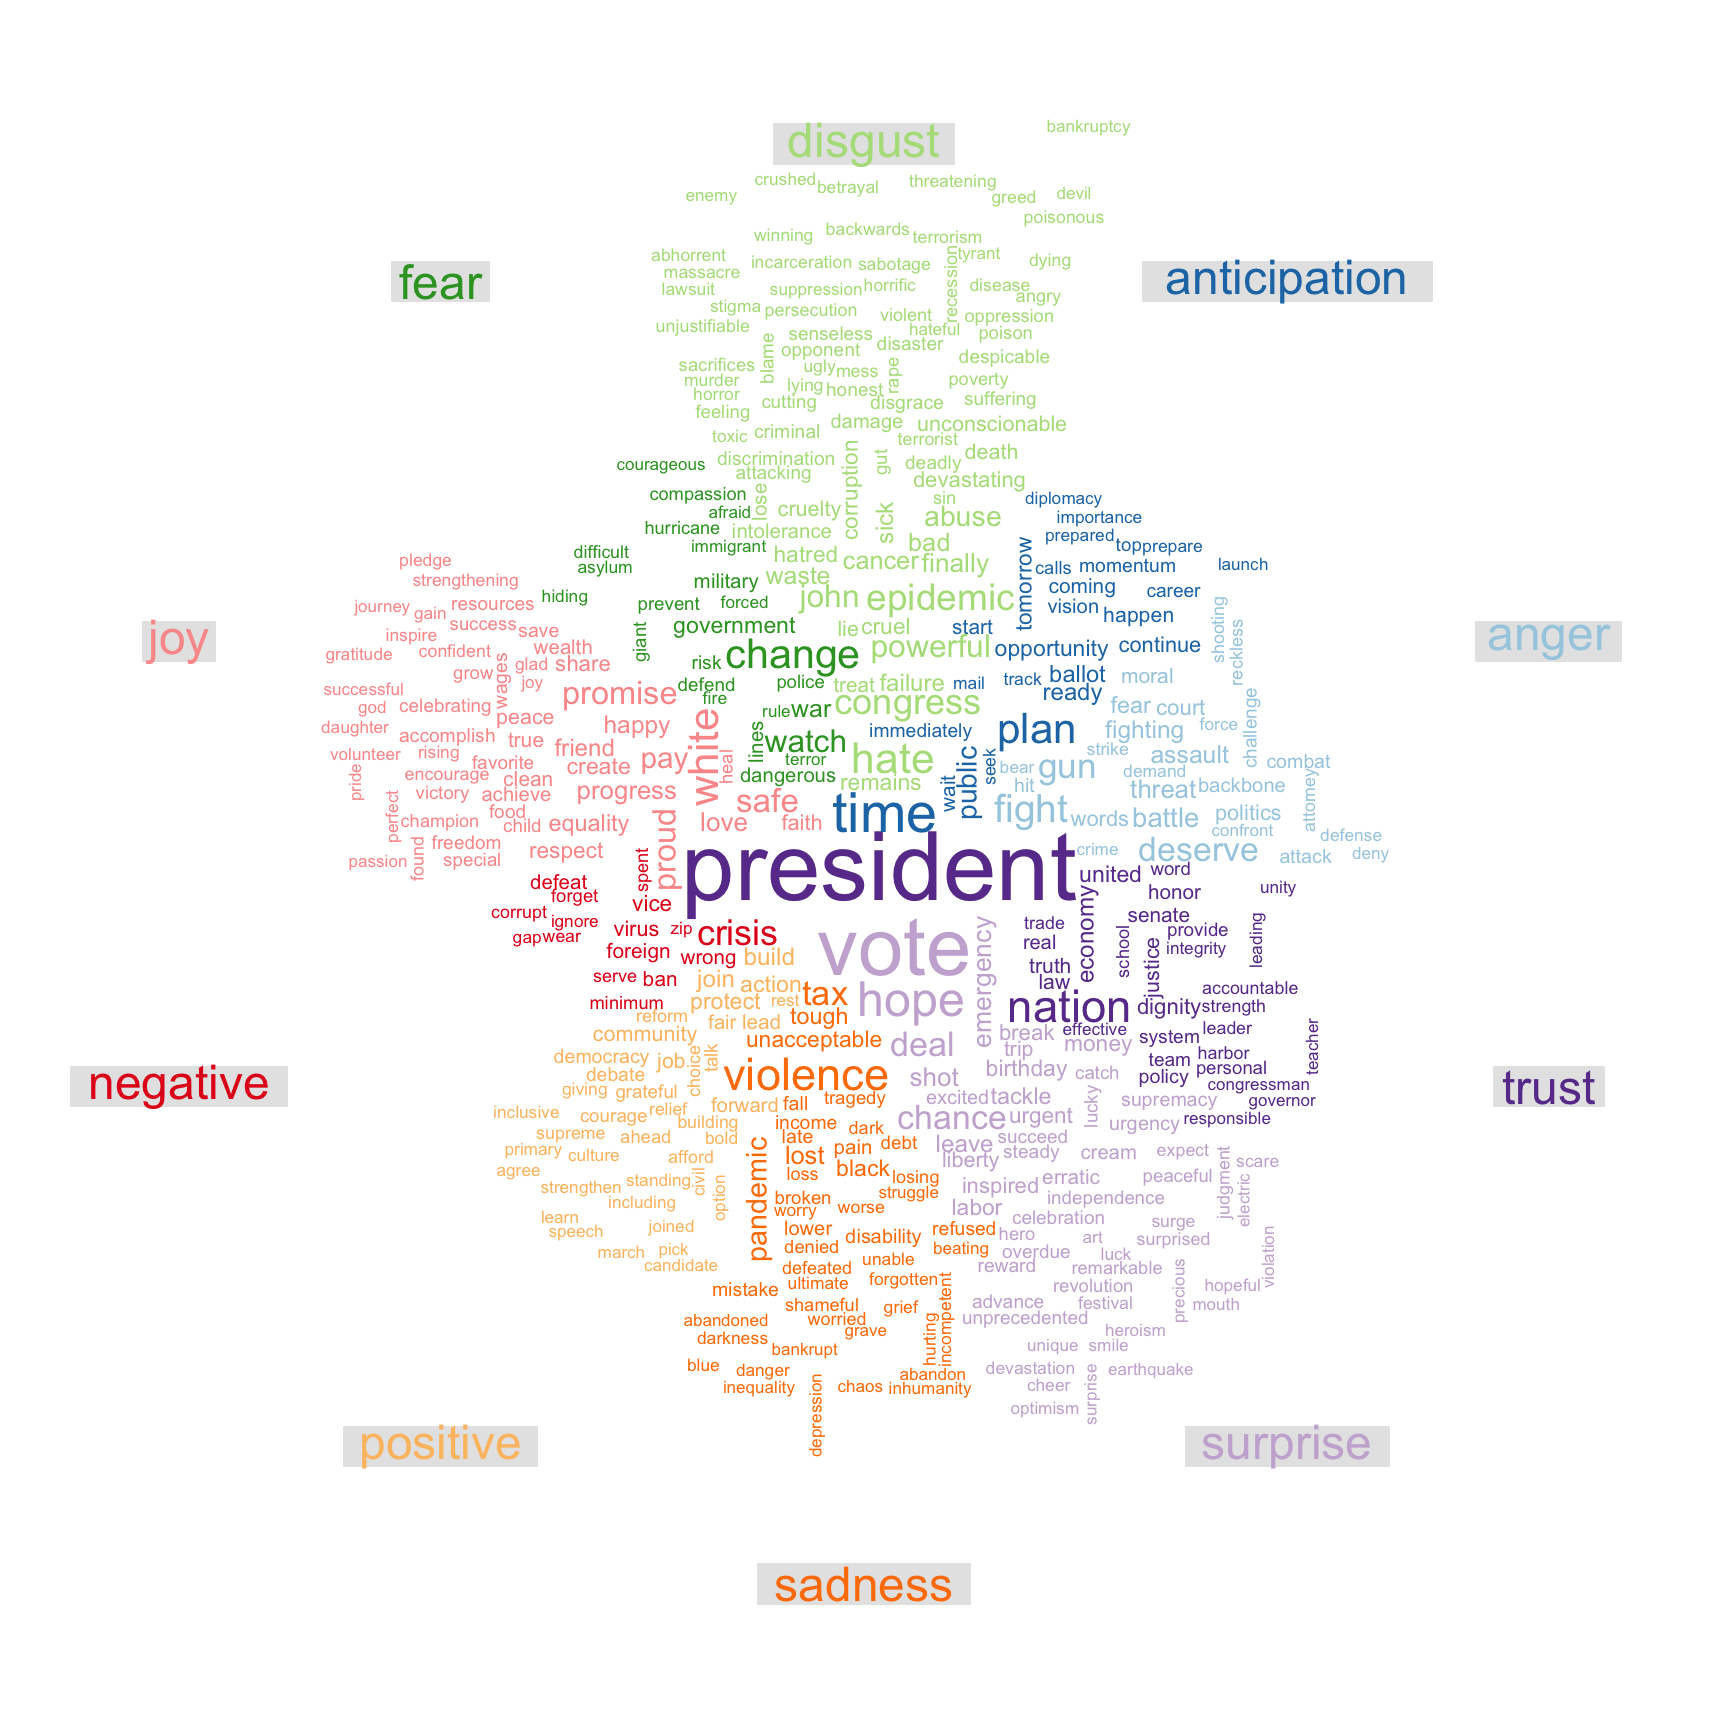 disgust
bankruptcy
crushed
betrayal
threatening
enemy
greed
devil
poisonous
winning
backwards
terrorism
abhorrent
incarceration
sabotage
recession
tyrant
dying
fear
anticipation
massacre
lawsuit
suppression
horrific
disease
angry
stigma
persecution
violent
oppression
unjustifiable
senseless
hateful
poison
blame
opponent
disaster
despicable
sacrifices
ugly
mess
rape
murder
lying
honest
poverty
horror
cutting
disgrace
suffering
feeling
damage
unconscionable
toxic
criminal
terrorist
death
courageous
discrimination
corruption
gut
deadly
attacking
devastating
compassion
lose
cruelty
sick
sin
diplomacy
afraid
abuse
importance
hurricane
intolerance
bad
prepared
immigrant
hatred
cancer
finally
tomorrow
top
prepare
difficult
asylum
pledge
waste
calls
momentum
launch
strengthening
military
john
epidemic
coming
career
hiding
journey
gain
resources
prevent
forced
vision
happen
success
save
giant
government
lie
cruel
start
shooting
reckless
joy
anger
inspire
confident
wealth
change
powerful
opportunity
continue
gratitude
grow
glad
share
risk
wages
joy
promise
defend
police
treat
failure
mail
track
ballot
moral
successful
fire
ready
god
celebrating
peace
white
rule
war
congress
fear
court
challenge
daughter
accomplish
true
happy
lines
watch
immediately
plan
fighting
force
volunteer
rising
friend
favorite
create
pay
heal
terror
hate
public
seek
strike
assault
combat
pride
encourage
clean
dangerous
remains
wait
bear
gun
demand
victory
achieve
progress
safe
hit
threat
backbone
attorney
perfect
champion
food
child
equality
proud
love
faith
time
fight
words
battle
politics
freedom
confront
defense
passion
found
special
respect
president
crime
deserve
attack
deny
defeat
spent
united
word
forget
vice
economy
honor
unity
corrupt
ignore
virus
zip
crisis
vote
emergency
trade
senate
gap
wear
real
school
provide
leading
foreign
wrong
build
truth
justice
integrity
serve
ban
join
action
law
accountable
minimum
protect
rest
tax
hope
nation
dignity
strength
reform
fair
lead
tough
break
effective
community
unacceptable
deal
trip
money
system
leader
teacher
democracy
job
talk
team
harbor
debate
choice
violence
shot
birthday
catch
policy
personal
negative
trust
giving
grateful
excited
tackle
lucky
supremacy
congressman
governor
inclusive
courage
relief
forward
fall
tragedy
chance
urgent
urgency
responsible
building
income
dark
supreme
ahead
bold
late
pain
debt
leave
succeed
primary
culture
afford
pandemic
lost
liberty
steady
cream
expect
scare
agree
loss
black
losing
erratic
peaceful
judgment
strengthen
standing
civil
option
struggle
inspired
electric
including
broken
labor
independence
learn
worry
worse
celebration
surge
speech
joined
lower
disability
refused
hero
art
surprised
march
pick
denied
beating
overdue
luck
violation
candidate
defeated
unable
reward
remarkable
mistake
ultimate
forgotten
incompetent
revolution
precious
hopeful
shameful
grief
advance
festival
mouth
abandoned
worried
unprecedented
darkness
grave
hurting
heroism
bankrupt
unique
smile
blue
danger
abandon
devastation
earthquake
inequality
depression
chaos
inhumanity
cheer
surprise
optimism
positive
surprise
sadness